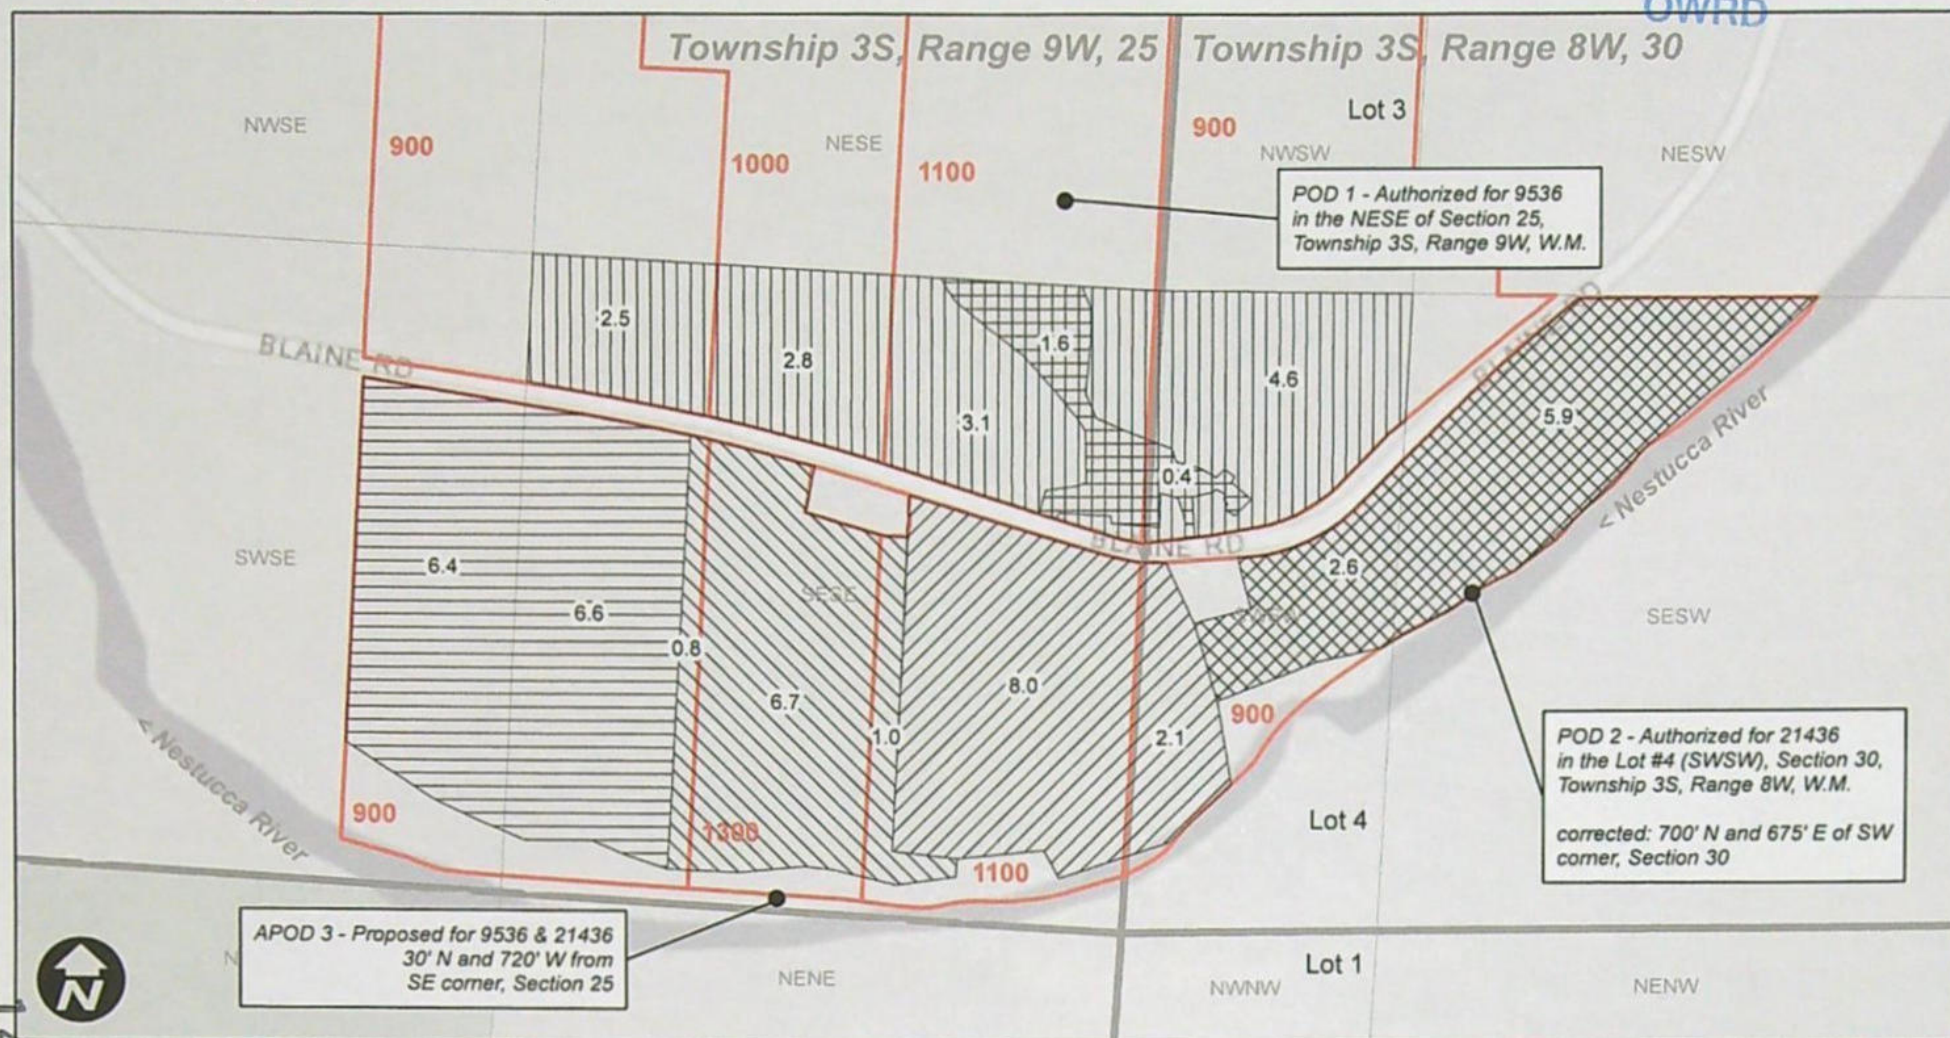 OWRD
Township 3S, Range 9W, 25
Township 3S, Range 8W, 30
Lot 3
NWSE
900
1000
NESE
1100
900
NWSW
NESW
POD 1 - Authorized for 9536
in the NESE of Section 25,
Township 3S, Range 9W, W.M.
BLAINE RD
2.5
2.8
1.6
3.1
4.6
0.4
BLAINE RD
5.9
< Nestucca River
BLAINE RD
SWSE
6.4
6.6
0.8
SESE
6.7
1.0
8.0
2.1
2.6
SESW
900
< Nestucca River
900
1300
1100
Lot 4
POD 2 - Authorized for 21436
in the Lot #4 (SWSW), Section 30,
Township 3S, Range 8W, W.M.
corrected: 700' N and 675' E of SW
corner, Section 30
APOD 3 - Proposed for 9536 & 21436
30' N and 720' W from
SE corner, Section 25
N
NENE
Lot 1
NWNW
NENW